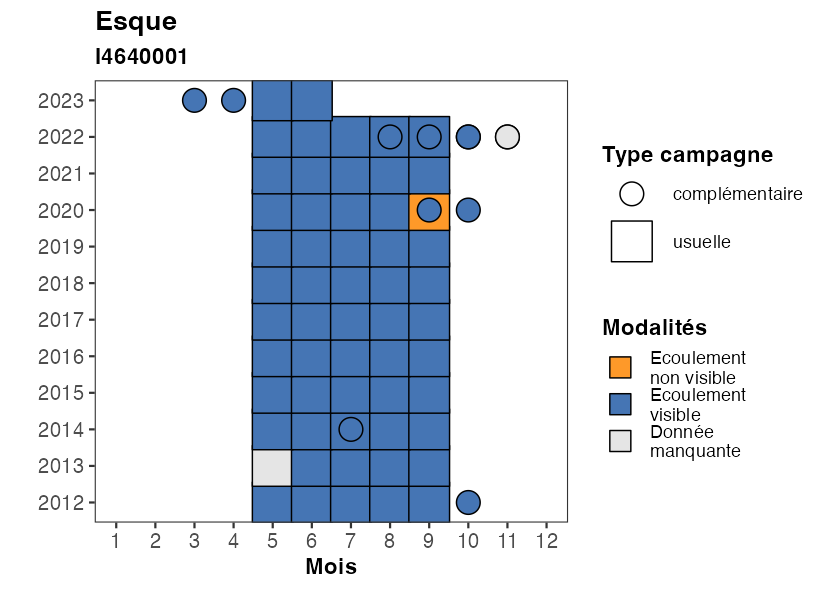 Esque
I4640001
2023
2022
2021
2020
2019
2018
2017
2016
2015
2014
2013
2012
1 2 3 4 5 6 7 8 9 10 11 12
Mois
Type campagne
complémentaire
usuelle
Modalités
Ecoulement
non visible
Ecoulement
visible
Donnée
manquante